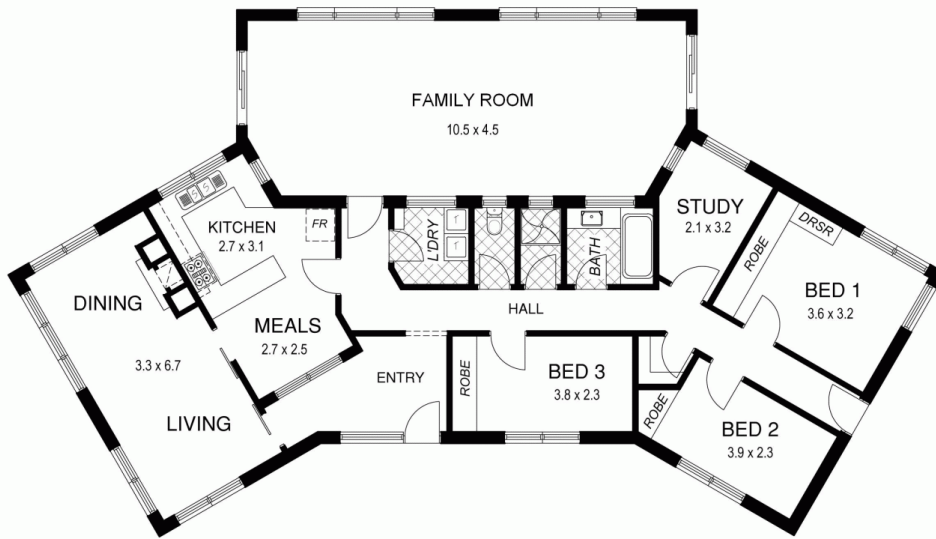 FAMILY ROOM
10.5 x 4.5
KITCHEN
2.7 x 3.1
FR
L'DRY
BATH
STUDY
2.1 x 3.2
ROBE
DRSR
BED 1
3.6 x 3.2
DINING
3.3 x 6.7
LIVING
MEALS
2.7 x 2.5
HALL
ENTRY
ROBE
BED 3
3.8 x 2.3
ROBE
BED 2
3.9 x 2.3